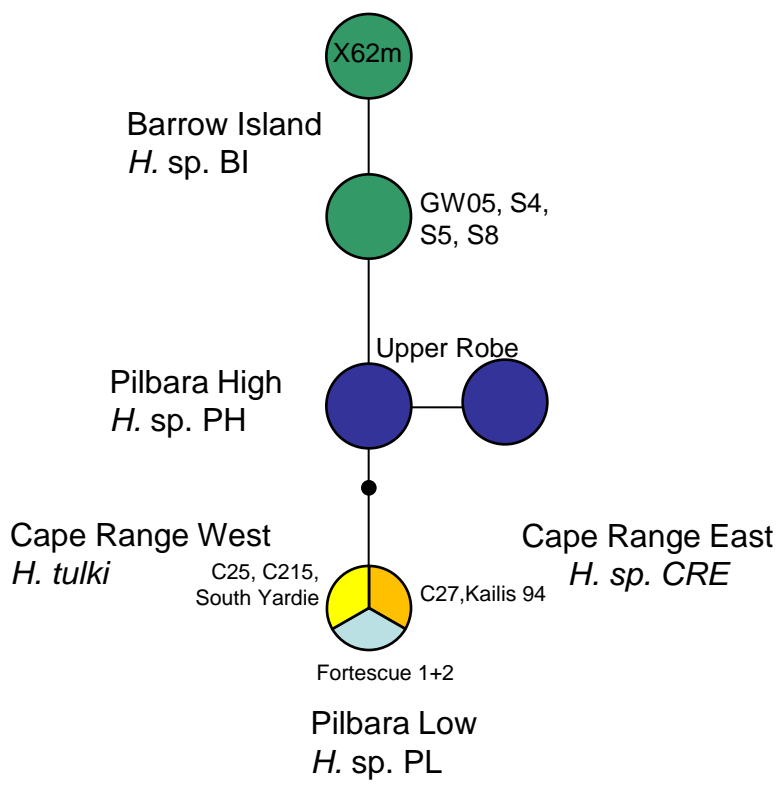 X62m
Barrow Island
H. sp. BI
GW05, S4,
S5, S8
Upper Robe
Pilbara High
H. sp. PH
Cape Range West
H. tulki
Cape Range East
H. sp. CRE
C25, C215,
South Yardie
C27,Kailis 94
Fortescue 1+2
Pilbara Low
H. sp. PL